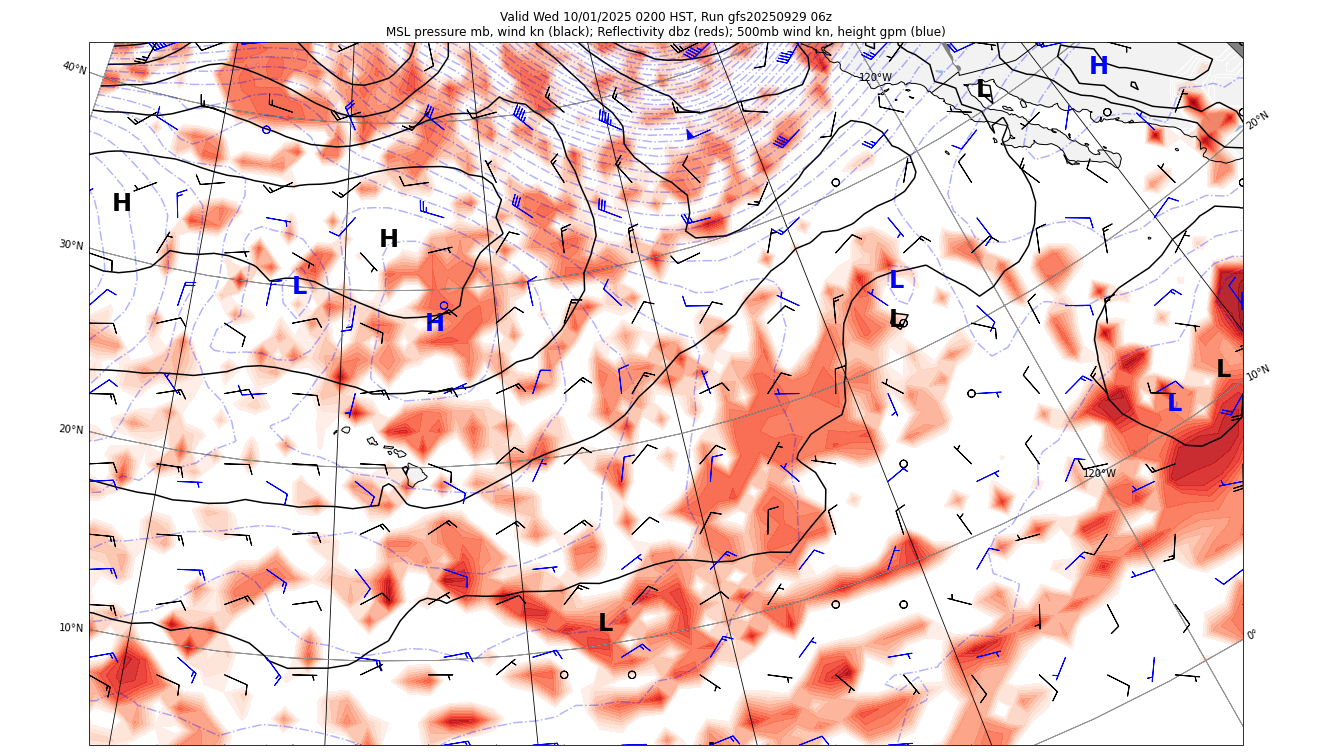 Valid Wed 10/01/2025 0200 HST, Run gfs20250929 06z
MSL pressure mb, wind kn (black); Reflectivity dbz (reds); 500mb wind kn, height gpm (blue)
40°N
120°W
H
L
20°N
H
H
30°N
L
L
H
L
L
10°N
L
20°N
120°W
10°N
L
0°